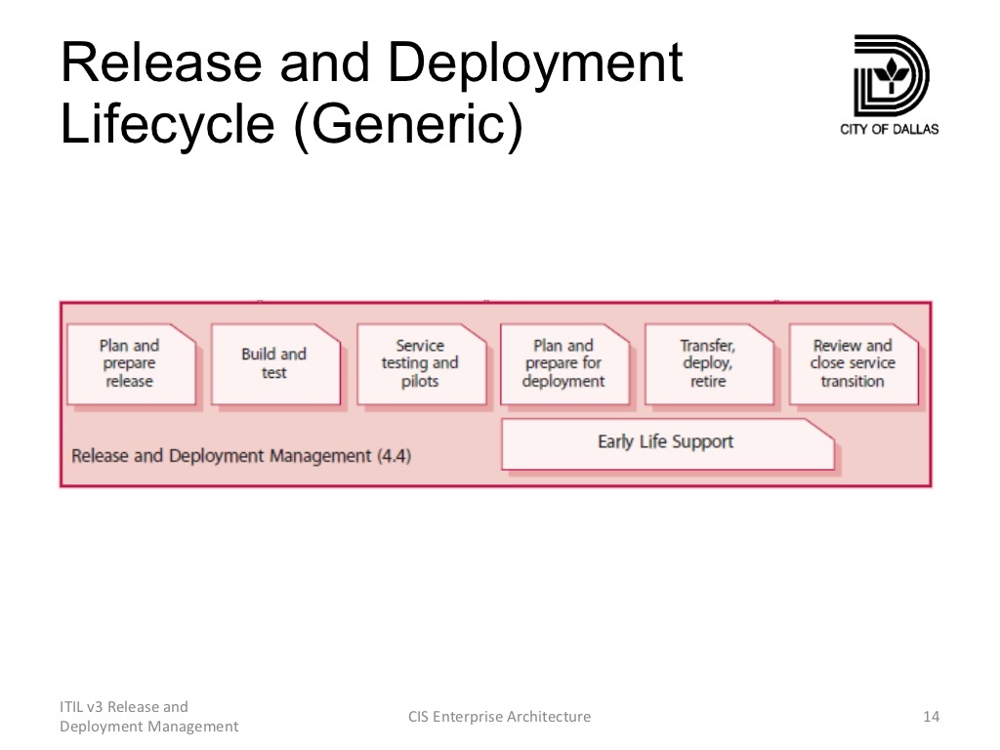 Release and Deployment
Lifecycle (Generic)
CITY OF DALLAS
Plan and
prepare
release
Build and
test
Service
testing and
pilots
Plan and
prepare for
deployment
Transfer,
deploy,
retire
Review and
close service
transition
Early Life Support
Release and Deployment Management (4.4)
ITIL v3 Release and
Deployment Management
CIS Enterprise Architecture
14